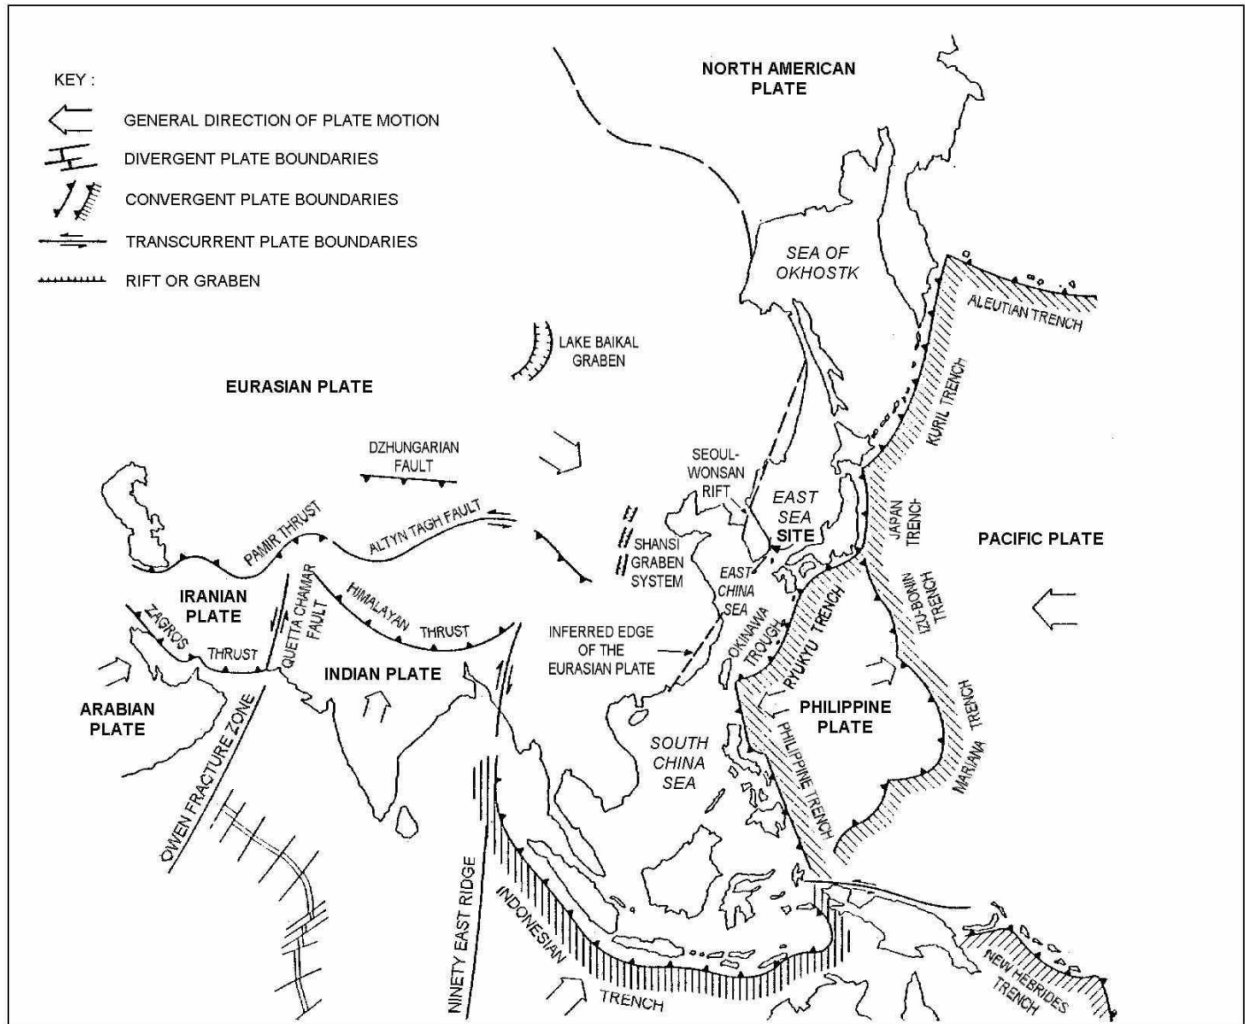 KEY :
GENERAL DIRECTION OF PLATE MOTION
DIVERGENT PLATE BOUNDARIES
CONVERGENT PLATE BOUNDARIES
TRANSCURRENT PLATE BOUNDARIES
RIFT OR GRABEN
NORTH AMERICAN
PLATE
SEA OF
OKHOSTK
ALEUTIAN TRENCH
KURIL TRENCH
LAKE BAIKAL
GRABEN
EURASIAN PLATE
DZHUNGARIAN
FAULT
SEOUL-
WONSAN
RIFT
EAST
SEA
SITE
JAPAN
TRENCH
PACIFIC PLATE
PAMIR THRUST
ALTYN TAGH FAULT
SHANSI
GRABEN
SYSTEM
EAST
CHINA
SEA
IZU-BONIN
TRENCH
IRANIAN
PLATE
QUETTA CHAMAR
FAULT
HIMALAYAN
THRUST
ZAGROS
THRUST
INFERRED EDGE
OF THE
EURASIAN PLATE
OKINAWA
TROUGH
RYUKYU TRENCH
INDIAN PLATE
ARABIAN
PLATE
PHILIPPINE
PLATE
MARIANA TRENCH
PHILIPPINE TRENCH
SOUTH
CHINA
SEA
OWEN FRACTURE ZONE
NINETY EAST RIDGE
INDONESIAN
TRENCH
NEW HEBRIDES
TRENCH